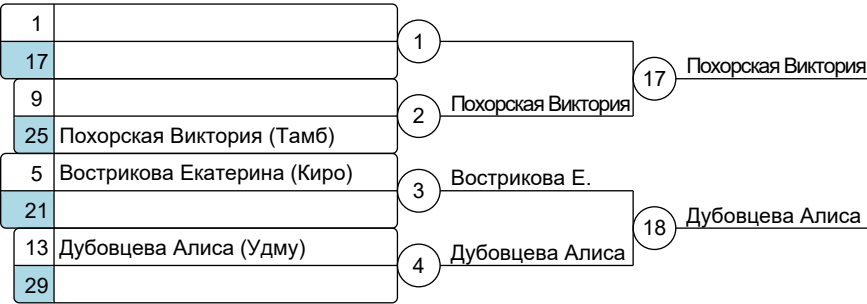 1
1
17
17
Похорская Виктория
9
2
Похорская Виктория
25 Похорская Виктория (Тамб)
5 Вострикова Екатерина (Киро)
3
Вострикова Е.
21
18
Дубовцева Алиса
13 Дубовцева Алиса (Удму)
4
Дубовцева Алиса
29